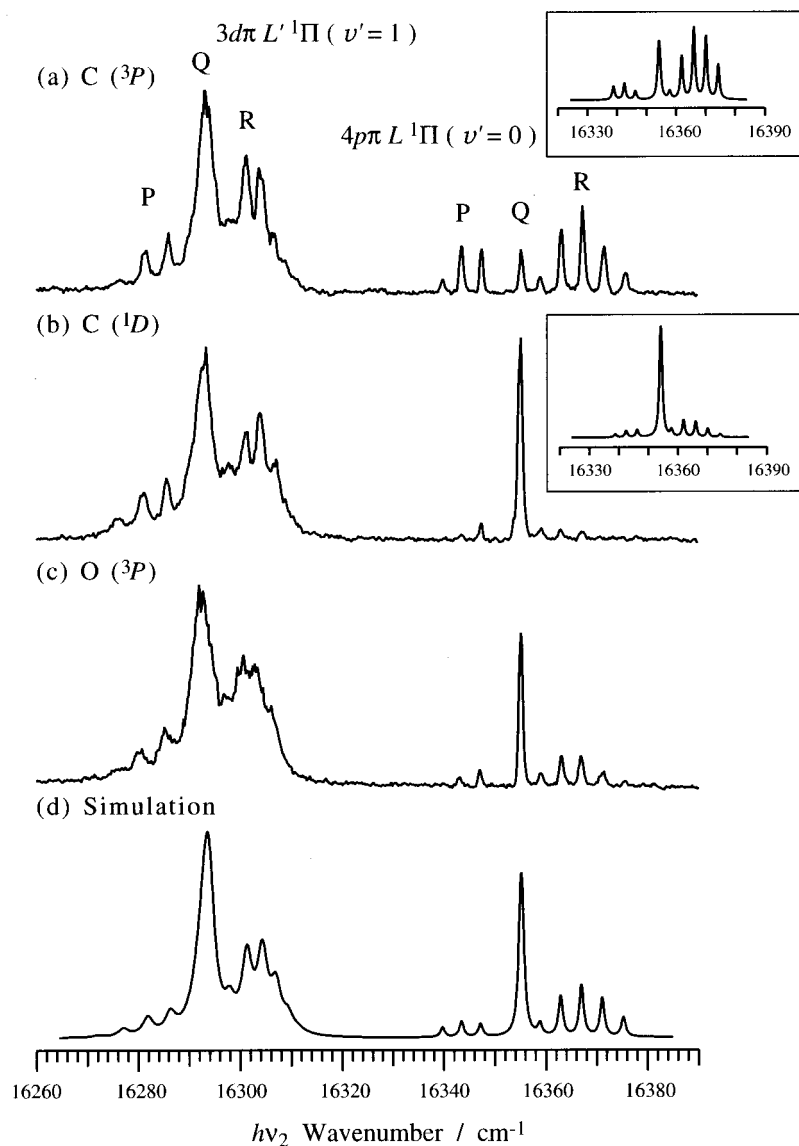 3dπ L′ ¹Π ( v′ = 1 )
(a) C (³P)
Q
R
P
4pπ L ¹Π ( v′ = 0 )
P
Q
R
16330 16360 16390
(b) C (¹D)
16330 16360 16390
(c) O (³P)
(d) Simulation
16260 16280 16300 16320 16340 16360 16380
hν₂ Wavenumber / cm⁻¹